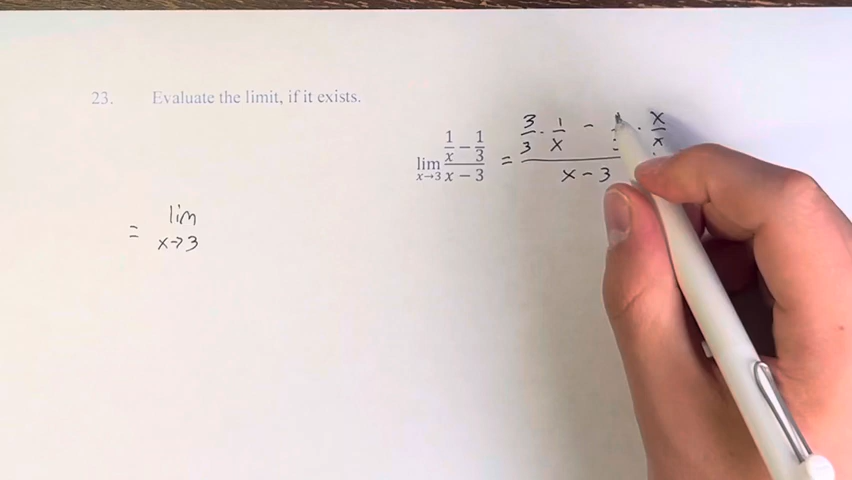 23. Evaluate the limit, if it exists.
lim x→3 (1/x − 1/3)/(x − 3) = (3/3 · 1/x − · x/x)/(x − 3)
= lim x→3